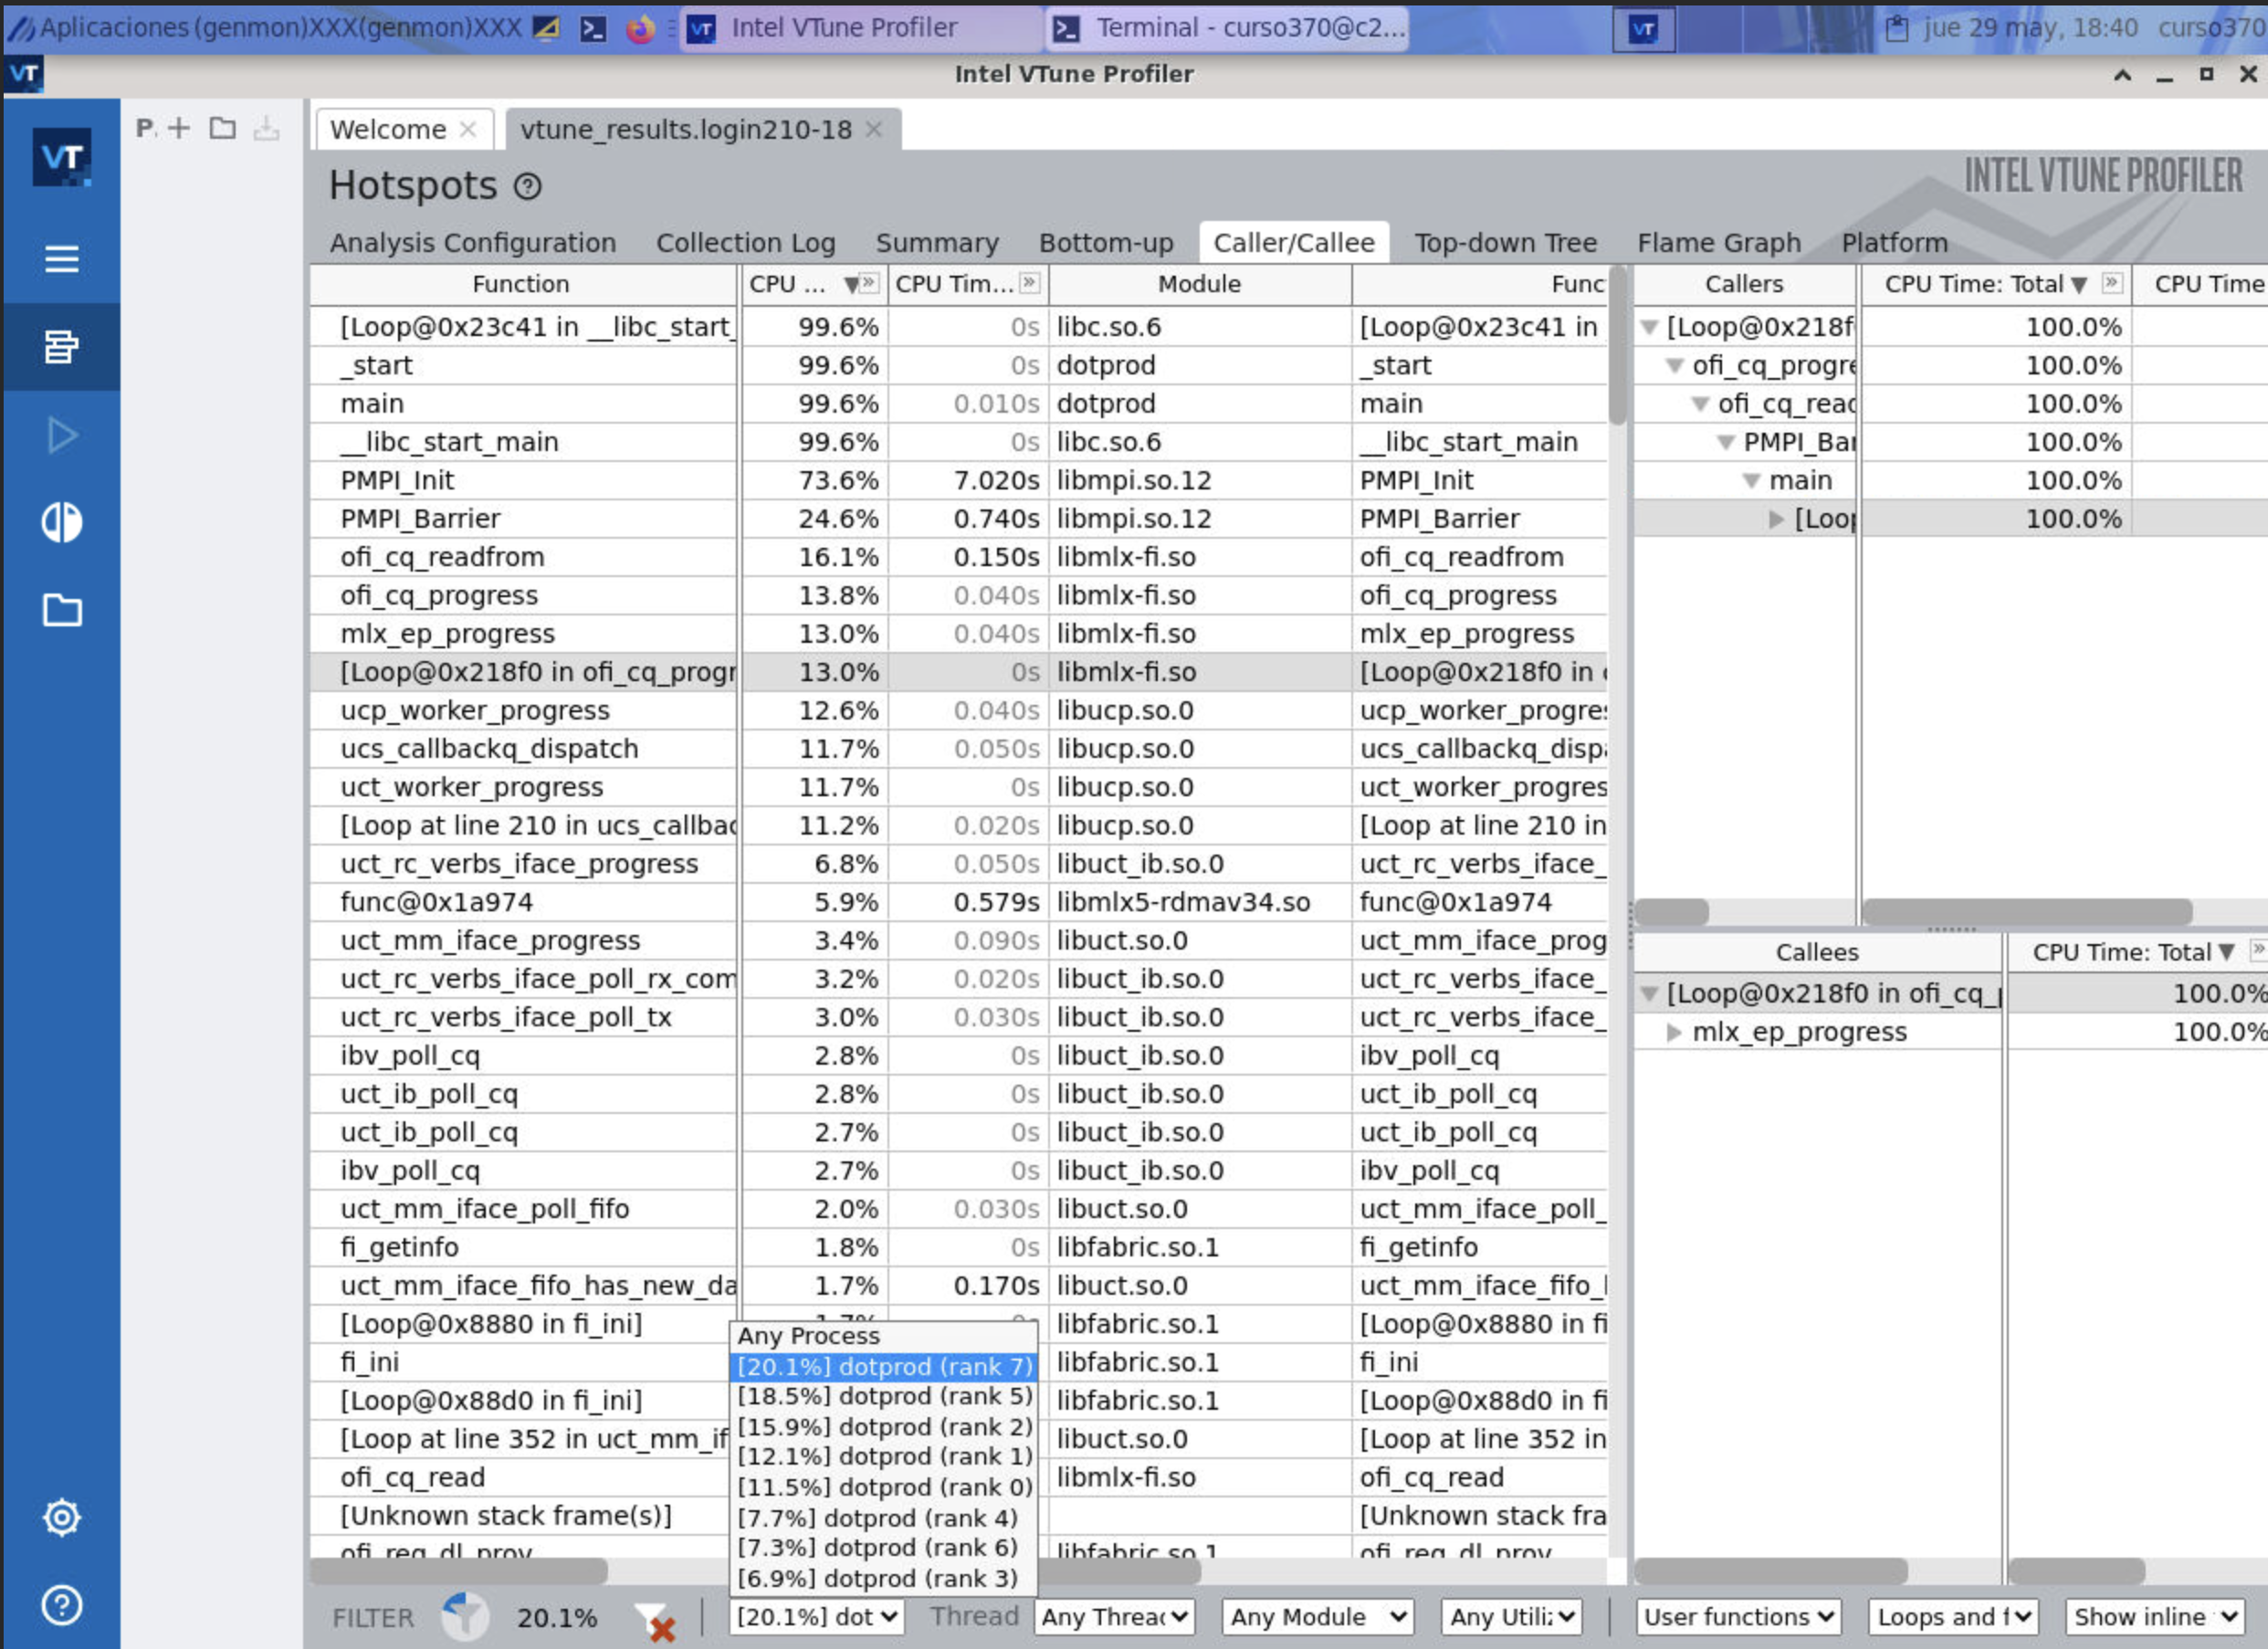 Aplicaciones (genmon)XXX(genmon)XXX Intel VTune Profiler Terminal - curso370@c2... VT jue 29 may, 18:40 curso370
VT Intel VTune Profiler
VT
P. Welcome vtune_results.login210-18
Hotspots INTEL VTUNE PROFILER
Analysis Configuration Collection Log Summary Bottom-up Caller/Callee Top-down Tree Flame Graph Platform
Function CPU ... CPU Tim... Module Func
[Loop@0x23c41 in __libc_start_ 99.6% 0s libc.so.6 [Loop@0x23c41 in
_start 99.6% 0s dotprod _start
main 99.6% 0.010s dotprod main
__libc_start_main 99.6% 0s libc.so.6 __libc_start_main
PMPI_Init 73.6% 7.020s libmpi.so.12 PMPI_Init
PMPI_Barrier 24.6% 0.740s libmpi.so.12 PMPI_Barrier
ofi_cq_readfrom 16.1% 0.150s libmlx-fi.so ofi_cq_readfrom
ofi_cq_progress 13.8% 0.040s libmlx-fi.so ofi_cq_progress
mlx_ep_progress 13.0% 0.040s libmlx-fi.so mlx_ep_progress
[Loop@0x218f0 in ofi_cq_progr 13.0% 0s libmlx-fi.so [Loop@0x218f0 in
ucp_worker_progress 12.6% 0.040s libucp.so.0 ucp_worker_progre
ucs_callbackq_dispatch 11.7% 0.050s libucp.so.0 ucs_callbackq_disp
uct_worker_progress 11.7% 0s libucp.so.0 uct_worker_progres
[Loop at line 210 in ucs_callbac 11.2% 0.020s libucp.so.0 [Loop at line 210 in
uct_rc_verbs_iface_progress 6.8% 0.050s libuct_ib.so.0 uct_rc_verbs_iface_
func@0x1a974 5.9% 0.579s libmlx5-rdmav34.so func@0x1a974
uct_mm_iface_progress 3.4% 0.090s libuct.so.0 uct_mm_iface_prog
uct_rc_verbs_iface_poll_rx_com 3.2% 0.020s libuct_ib.so.0 uct_rc_verbs_iface_
uct_rc_verbs_iface_poll_tx 3.0% 0.030s libuct_ib.so.0 uct_rc_verbs_iface_
ibv_poll_cq 2.8% 0s libuct_ib.so.0 ibv_poll_cq
uct_ib_poll_cq 2.8% 0s libuct_ib.so.0 uct_ib_poll_cq
uct_ib_poll_cq 2.7% 0s libuct_ib.so.0 uct_ib_poll_cq
ibv_poll_cq 2.7% 0s libuct_ib.so.0 ibv_poll_cq
uct_mm_iface_poll_fifo 2.0% 0.030s libuct.so.0 uct_mm_iface_poll_
fi_getinfo 1.8% 0s libfabric.so.1 fi_getinfo
uct_mm_iface_fifo_has_new_da 1.7% 0.170s libuct.so.0 uct_mm_iface_fifo_
[Loop@0x8880 in fi_ini] libfabric.so.1 [Loop@0x8880 in fi
fi_ini libfabric.so.1 fi_ini
[Loop@0x88d0 in fi_ini] libfabric.so.1 [Loop@0x88d0 in fi
[Loop at line 352 in uct_mm_if libuct.so.0 [Loop at line 352 in
ofi_cq_read libmlx-fi.so ofi_cq_read
[Unknown stack frame(s)] [Unknown stack fra
ofi_reg_dl_prov libfabric.so.1 ofi_reg_dl_prov
Any Process
[20.1%] dotprod (rank 7)
[18.5%] dotprod (rank 5)
[15.9%] dotprod (rank 2)
[12.1%] dotprod (rank 1)
[11.5%] dotprod (rank 0)
[7.7%] dotprod (rank 4)
[7.3%] dotprod (rank 6)
[6.9%] dotprod (rank 3)
Callers CPU Time: Total CPU Time
[Loop@0x218f 100.0%
ofi_cq_progre 100.0%
ofi_cq_read 100.0%
PMPI_Bar 100.0%
main 100.0%
[Loop 100.0%
Callees CPU Time: Total
[Loop@0x218f0 in ofi_cq_ 100.0%
mlx_ep_progress 100.0%
FILTER 20.1% [20.1%] dot Thread Any Threa Any Module Any Utili User functions Loops and f Show inline